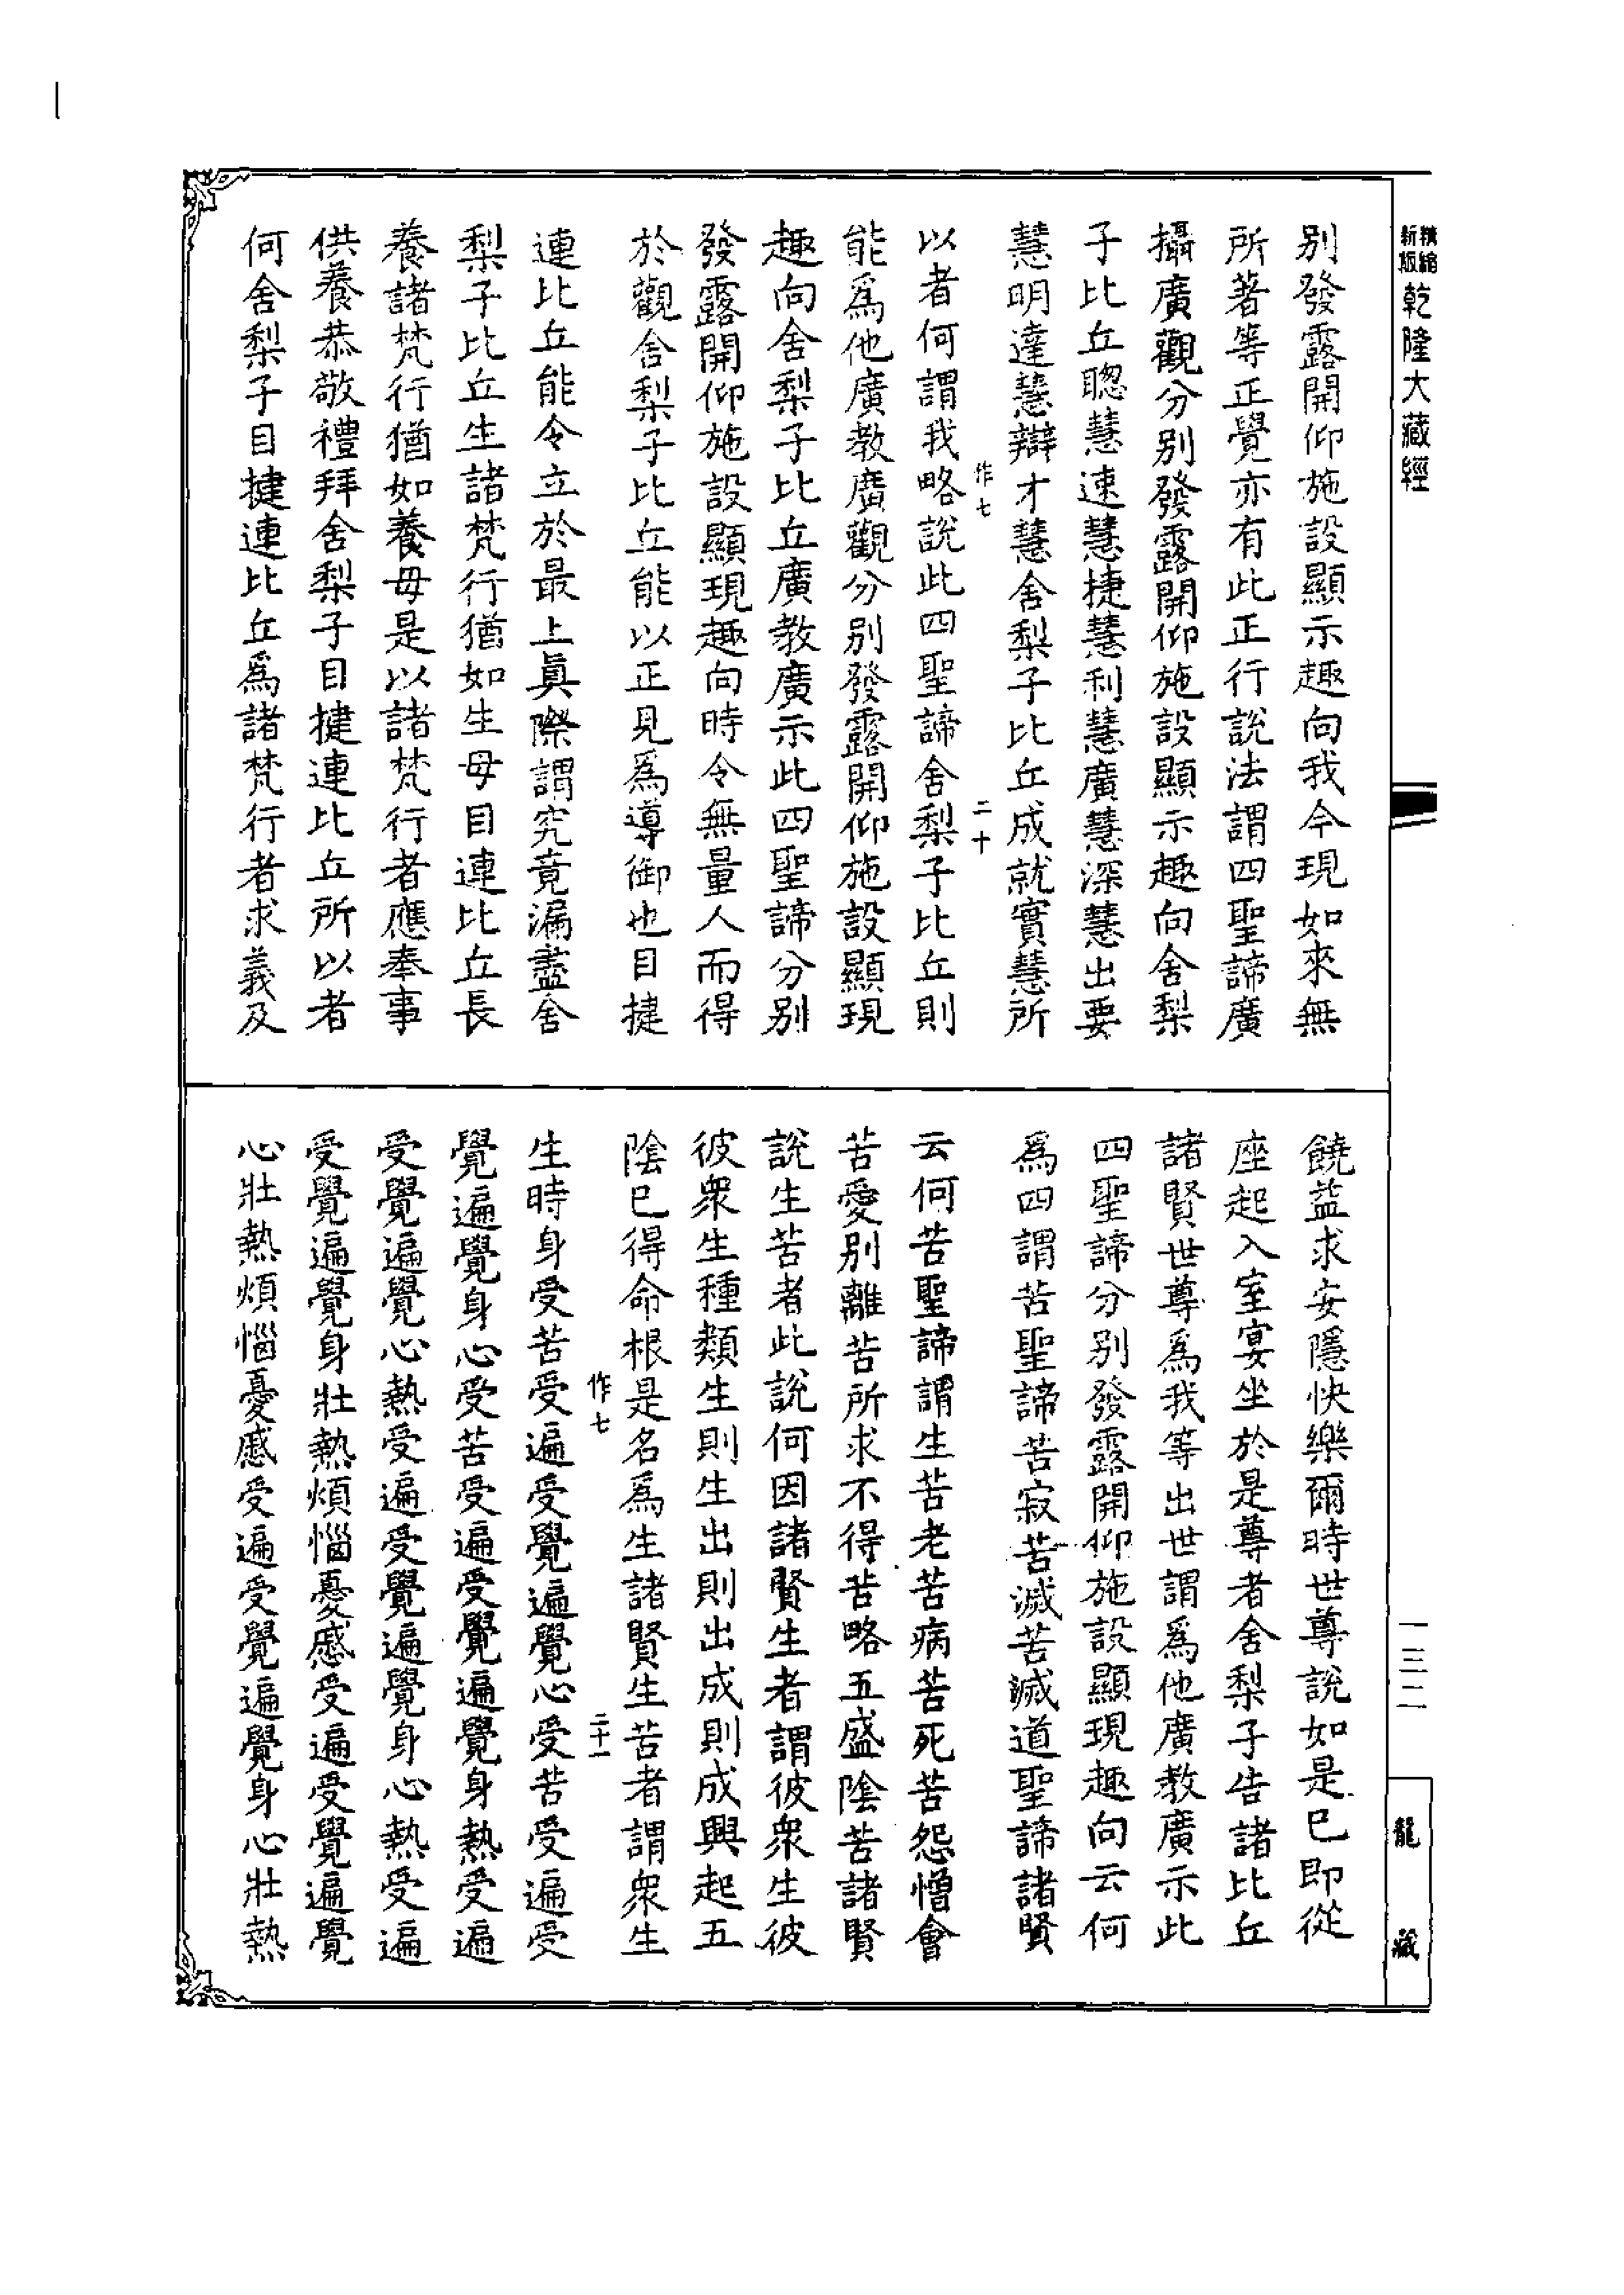 精縮
新版
乾隆大藏經
別發露開仰施設顯示趣向我今現如來無
所著等正覺亦有此正行說法謂四聖諦廣
攝廣觀分別發露開仰施設顯示趣向舍梨
子比丘聰慧速慧捷慧利慧廣慧深慧出要
慧明達慧辯才慧舍梨子比丘成就實慧所
作七 二十
以者何謂我略說此四聖諦舍梨子比丘則
能為他廣教廣觀分別發露開仰施設顯現
趣向舍梨子比丘廣教廣示此四聖諦分別
發露開仰施設顯現趣向時令無量人而得
於觀舍梨子比丘能以正見為導御也目揵
連比丘能令立於最上眞際謂究竟漏盡舍
梨子比丘生諸梵行猶如生母目連比丘長
養諸梵行猶如養母是以諸梵行者應奉事
供養恭敬禮拜舍梨子目揵連比丘所以者
何舍梨子目揵連比丘為諸梵行者求義及
饒益求安隱快樂爾時世尊說如是已即從
座起入室宴坐於是尊者舍梨子告諸比丘
諸賢世尊為我等出世謂為他廣教廣示此
四聖諦分別發露開仰施設顯現趣向云何
為四謂苦聖諦苦寂苦滅苦滅道聖諦諸賢
云何苦聖諦謂生苦老苦病苦死苦怨憎會
苦愛別離苦所求不得苦略五盛陰苦諸賢
說生苦者此說何因諸賢生者謂彼衆生彼
彼衆生種類生則生出則出成則成興起五
陰已得命根是名為生諸賢生苦者謂衆生
作七 二十一
生時身受苦受遍受覺遍覺心受苦受遍受
覺遍覺身心受苦受遍受覺遍覺身熱受遍
受覺遍覺心熱受遍受覺遍覺身心熱受遍
受覺遍覺身壯熱煩惱憂慼受遍受覺遍覺
心壯熱煩惱憂慼受遍受覺遍覺身心壯熱
一三二
龍藏